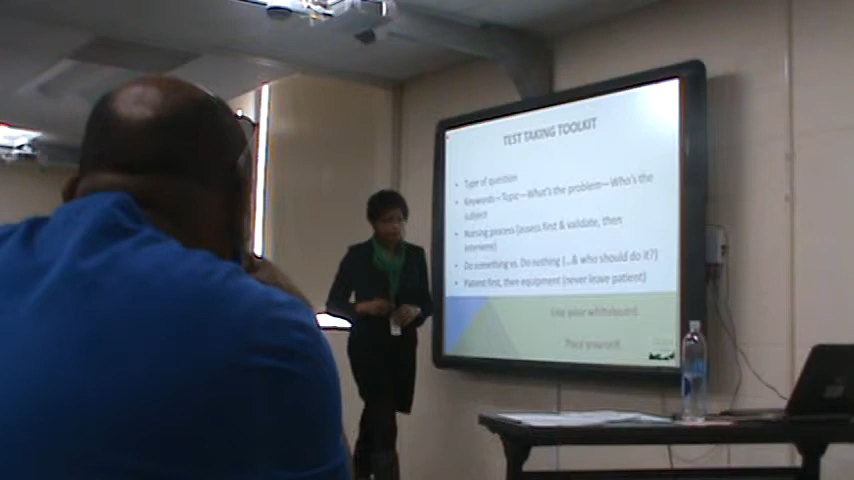 TEST TAKING TOOLKIT
• Type of question
• Keywords—Topic—What's the problem—Who's the
subject
• Nursing process (assess first & validate, then
intervene)
• Do something vs. Do nothing (...& who should do it?)
• Patient first, then equipment (never leave patient)
Use your whiteboard
Pace yourself